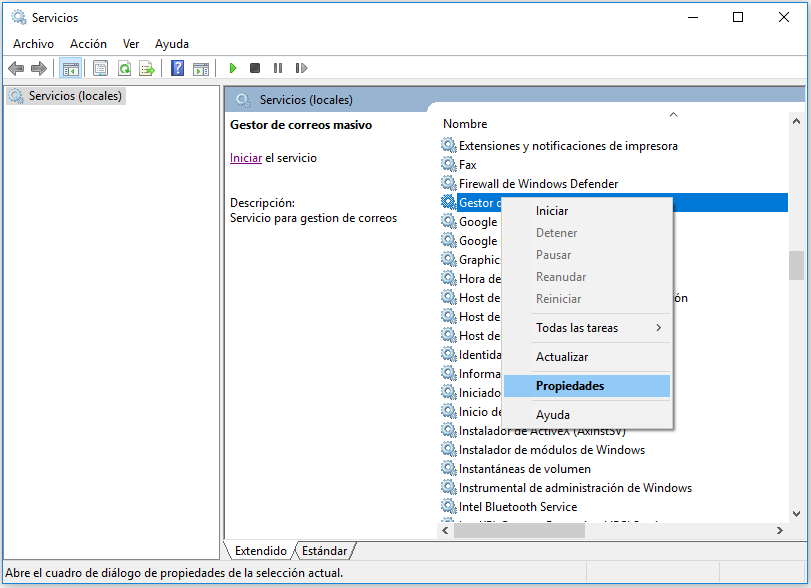 Servicios
Archivo Acción Ver Ayuda
Servicios (locales)
Servicios (locales)
Gestor de correos masivo
Iniciar el servicio
Descripción:
Servicio para gestion de correos
Nombre
Extensiones y notificaciones de impresora
Fax
Firewall de Windows Defender
Gestor
Google
Google
Graphic
Hora de
Host de ón
Host de
Host de
Identida
Informa
Iniciado
Inicio de
Instalador de ActiveX (AxInstSV)
Instalador de módulos de Windows
Instantáneas de volumen
Instrumental de administración de Windows
Intel Bluetooth Service
Iniciar
Detener
Pausar
Reanudar
Reiniciar
Todas las tareas
Actualizar
Propiedades
Ayuda
Extendido Estándar
Abre el cuadro de diálogo de propiedades de la selección actual.